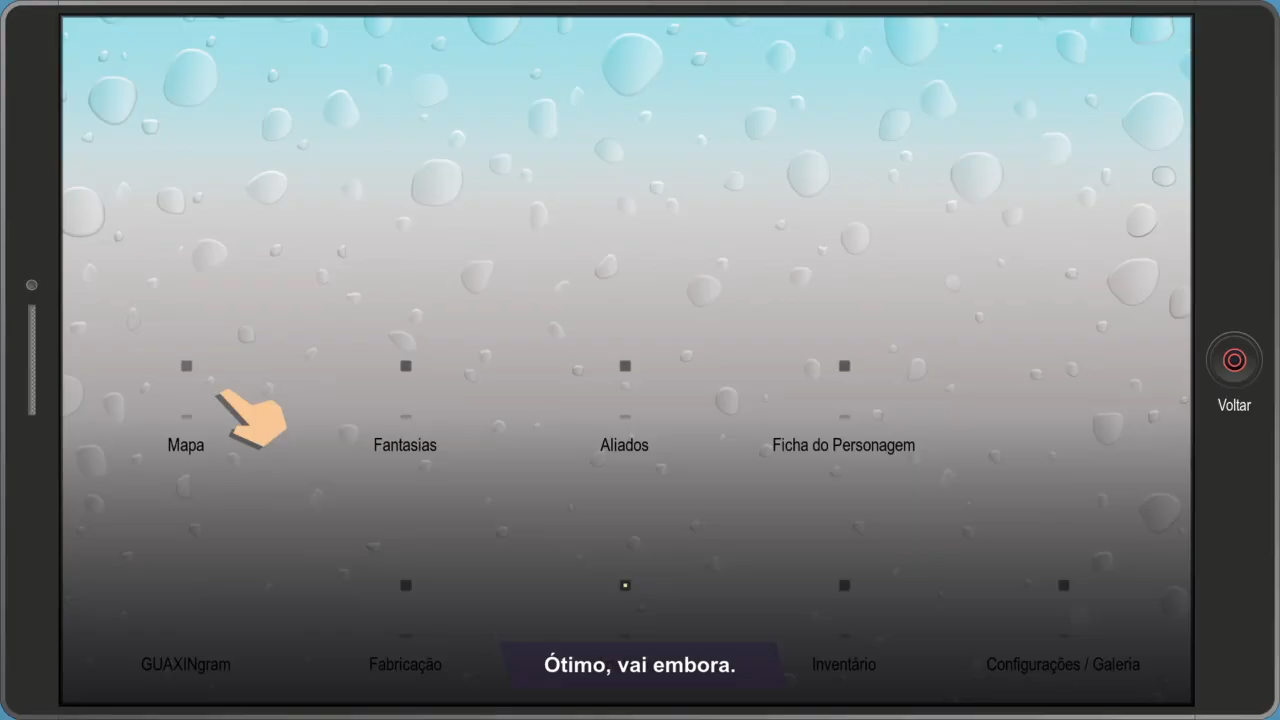 Voltar
Mapa
Fantasias
Aliados
Ficha do Personagem
GUAXINgram
Fabricação
Ótimo, vai embora.
Inventário
Configurações / Galeria